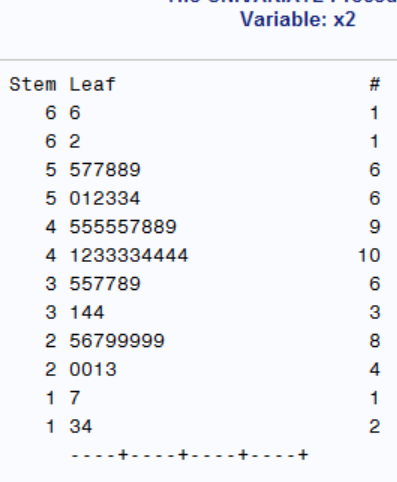 Variable: x2
Stem Leaf #
6 6 1
6 2 1
5 577889 6
5 012334 6
4 555557889 9
4 1233334444 10
3 557789 6
3 144 3
2 56799999 8
2 0013 4
1 7 1
1 34 2
----+----+----+----+